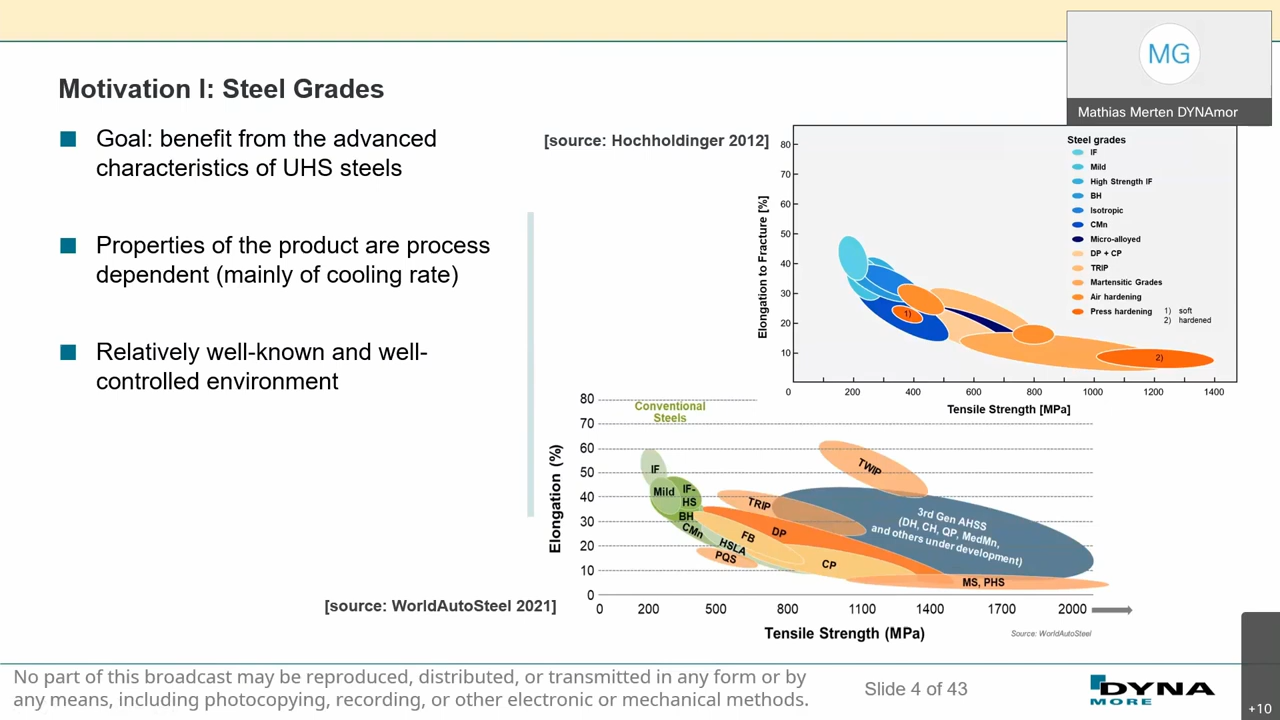 MG
Mathias Merten DYNAmor
Motivation I: Steel Grades
Goal: benefit from the advanced
characteristics of UHS steels
Properties of the product are process
dependent (mainly of cooling rate)
Relatively well-known and well-
controlled environment
[source: Hochholdinger 2012]
Elongation to Fracture [%]
80
70
60
50
40
30
20
10
0
200
400
600
800
1000
1200
1400
Tensile Strength [MPa]
Steel grades
IF
Mild
High Strength IF
BH
Isotropic
CMn
Micro-alloyed
DP + CP
TRIP
Martensitic Grades
Air hardening
Press hardening
1) soft
2) hardened
1)
2)
Elongation (%)
80
70
60
50
40
30
20
10
0
Conventional
Steels
IF
Mild
IF-
HS
BH
CMn
HSLA
PQS
FB
TRIP
DP
CP
TWIP
3rd Gen AHSS
(DH, CH, QP, MedMn,
and others under development)
MS, PHS
0
200
500
800
1100
1400
1700
2000
Tensile Strength (MPa)
Source: WorldAutoSteel
[source: WorldAutoSteel 2021]
No part of this broadcast may be reproduced, distributed, or transmitted in any form or by
any means, including photocopying, recording, or other electronic or mechanical methods.
Slide 4 of 43
DYNA
MORE
+10